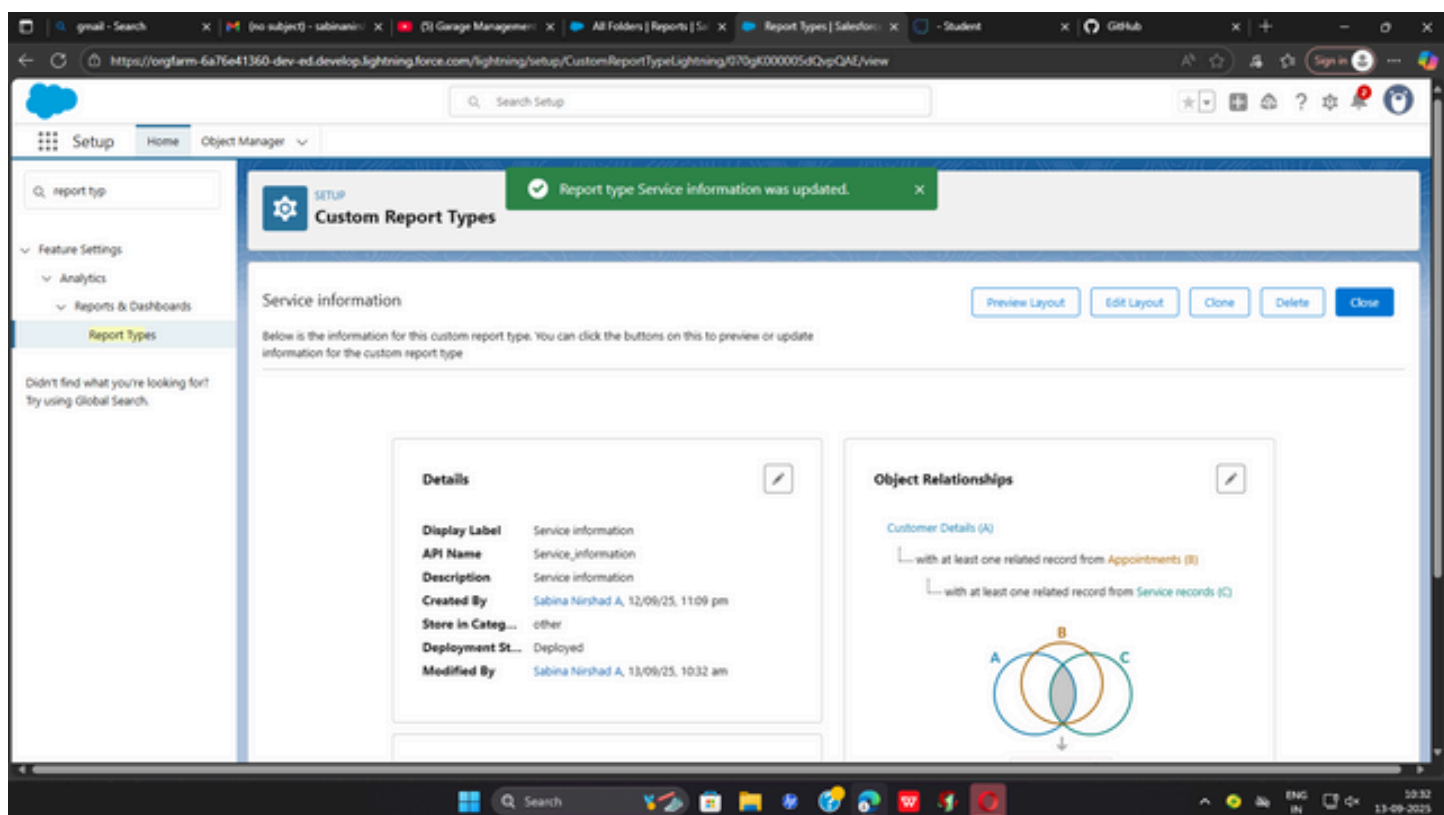 gmail - Search
(no subject) - sabinanini
(5) Garage Managemen
All Folders | Reports | Sa
Report Types | Salesforc
- Student
GitHub
https://orgfarm-6a76e41360-dev-ed.develop.lightning.force.com/lightning/setup/CustomReportTypeLightning/070gK000005dQvpQAE/view
Sign in
Search Setup
2
Setup
Home
Object Manager
report typ
Feature Settings
Analytics
Reports & Dashboards
Report Types
Didn't find what you're looking for?
Try using Global Search.
SETUP
Custom Report Types
Report type Service information was updated.
Service information
Preview Layout
Edit Layout
Clone
Delete
Close
Below is the information for this custom report type. You can click the buttons on this to preview or update
information for the custom report type
Details
Display Label Service information
API Name Service_information
Description Service information
Created By Sabina Nirshad A, 12/09/25, 11:09 pm
Store in Categ... other
Deployment St... Deployed
Modified By Sabina Nirshad A, 13/09/25, 10:32 am
Object Relationships
Customer Details (A)
with at least one related record from Appointments (B)
with at least one related record from Service records (C)
B
A
C
Search
ENG
IN
10:32
13-09-2025